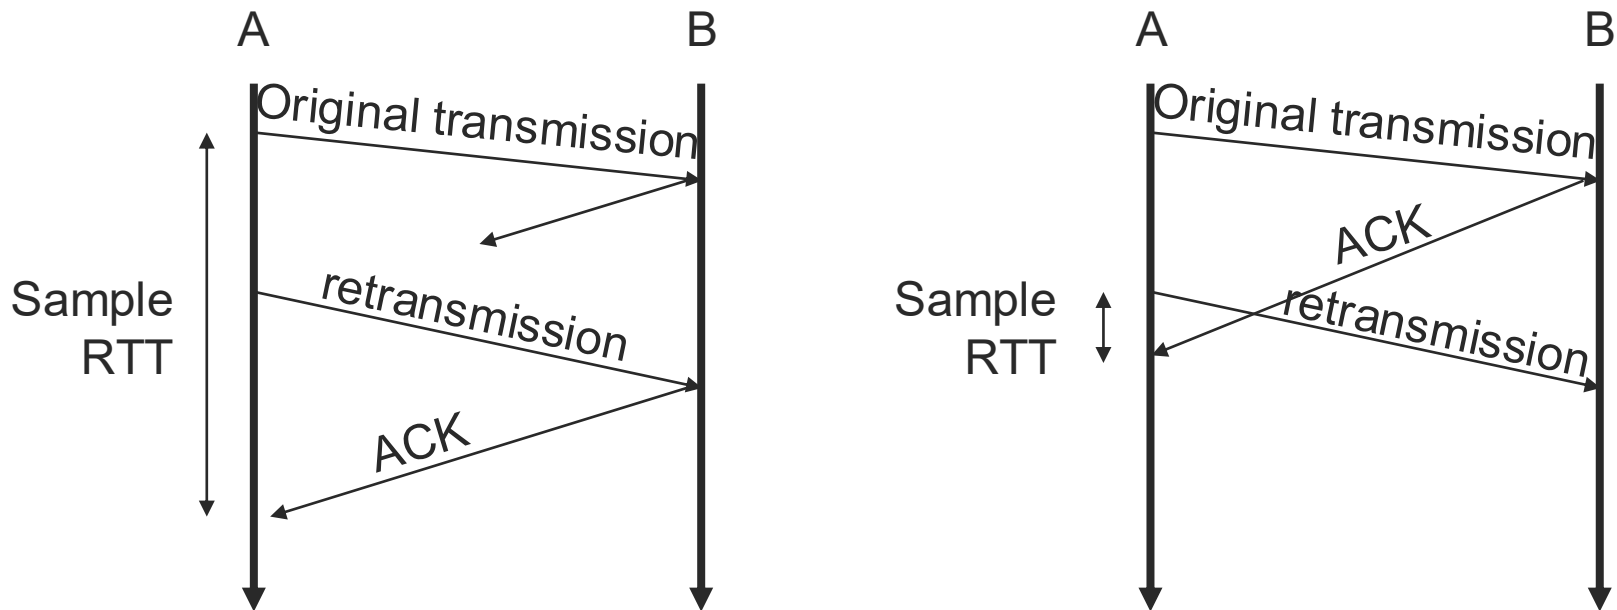 A
B
Original transmission
Sample
RTT
retransmission
ACK
A
B
Original transmission
ACK
Sample
RTT
retransmission